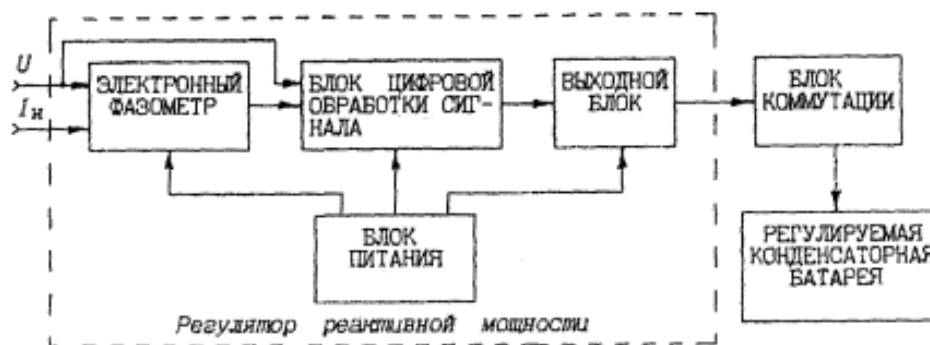 U
Iн
ЭЛЕКТРОННЫЙ
ФАЗОМЕТР
БЛОК ЦИФРОВОЙ
ОБРАБОТКИ СИГ-
НАЛА
ВЫХОДНОЙ
БЛОК
БЛОК
КОММУТАЦИИ
БЛОК
ПИТАНИЯ
РЕГУЛИРУЕМАЯ
КОНДЕНСАТОРНАЯ
БАТАРЕЯ
Регулятор реактивной мощности